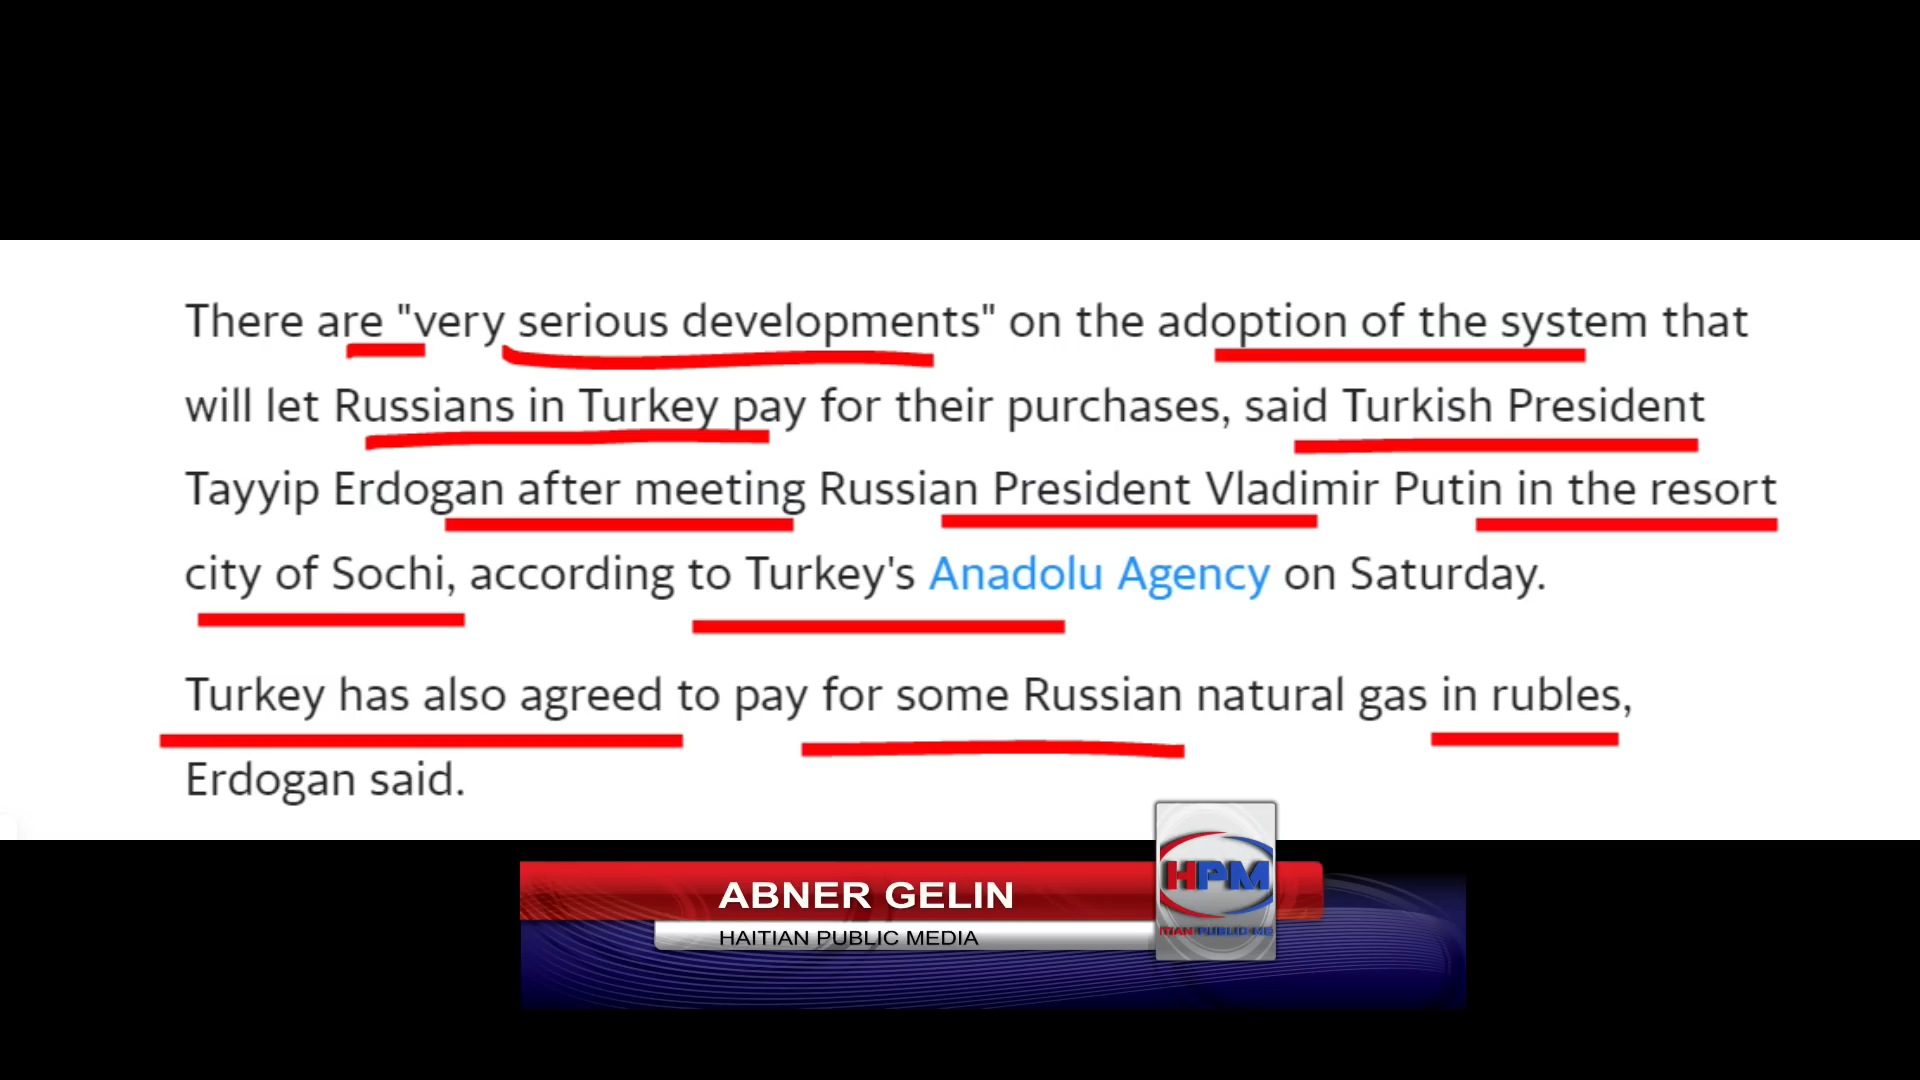 There are "very serious developments" on the adoption of the system that
will let Russians in Turkey pay for their purchases, said Turkish President
Tayyip Erdogan after meeting Russian President Vladimir Putin in the resort
city of Sochi, according to Turkey's Anadolu Agency on Saturday.
Turkey has also agreed to pay for some Russian natural gas in rubles,
Erdogan said.
ABNER GELIN
HAITIAN PUBLIC MEDIA
HPM
ITIAN PUBLIC ME